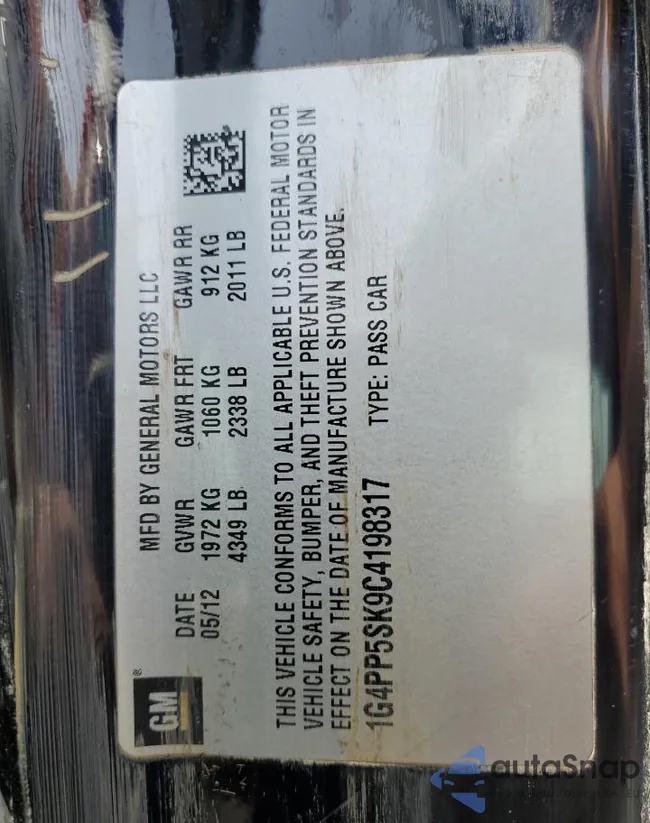 GM
MFD BY GENERAL MOTORS LLC
DATE GVWR GAWR FRT GAWR RR
05/12 1972 KG 1060 KG 912 KG
4349 LB 2338 LB 2011 LB
THIS VEHICLE CONFORMS TO ALL APPLICABLE U.S. FEDERAL MOTOR
VEHICLE SAFETY, BUMPER, AND THEFT PREVENTION STANDARDS IN
EFFECT ON THE DATE OF MANUFACTURE SHOWN ABOVE.
1G4PP5SK9C4198317 TYPE: PASS CAR
autoSnap